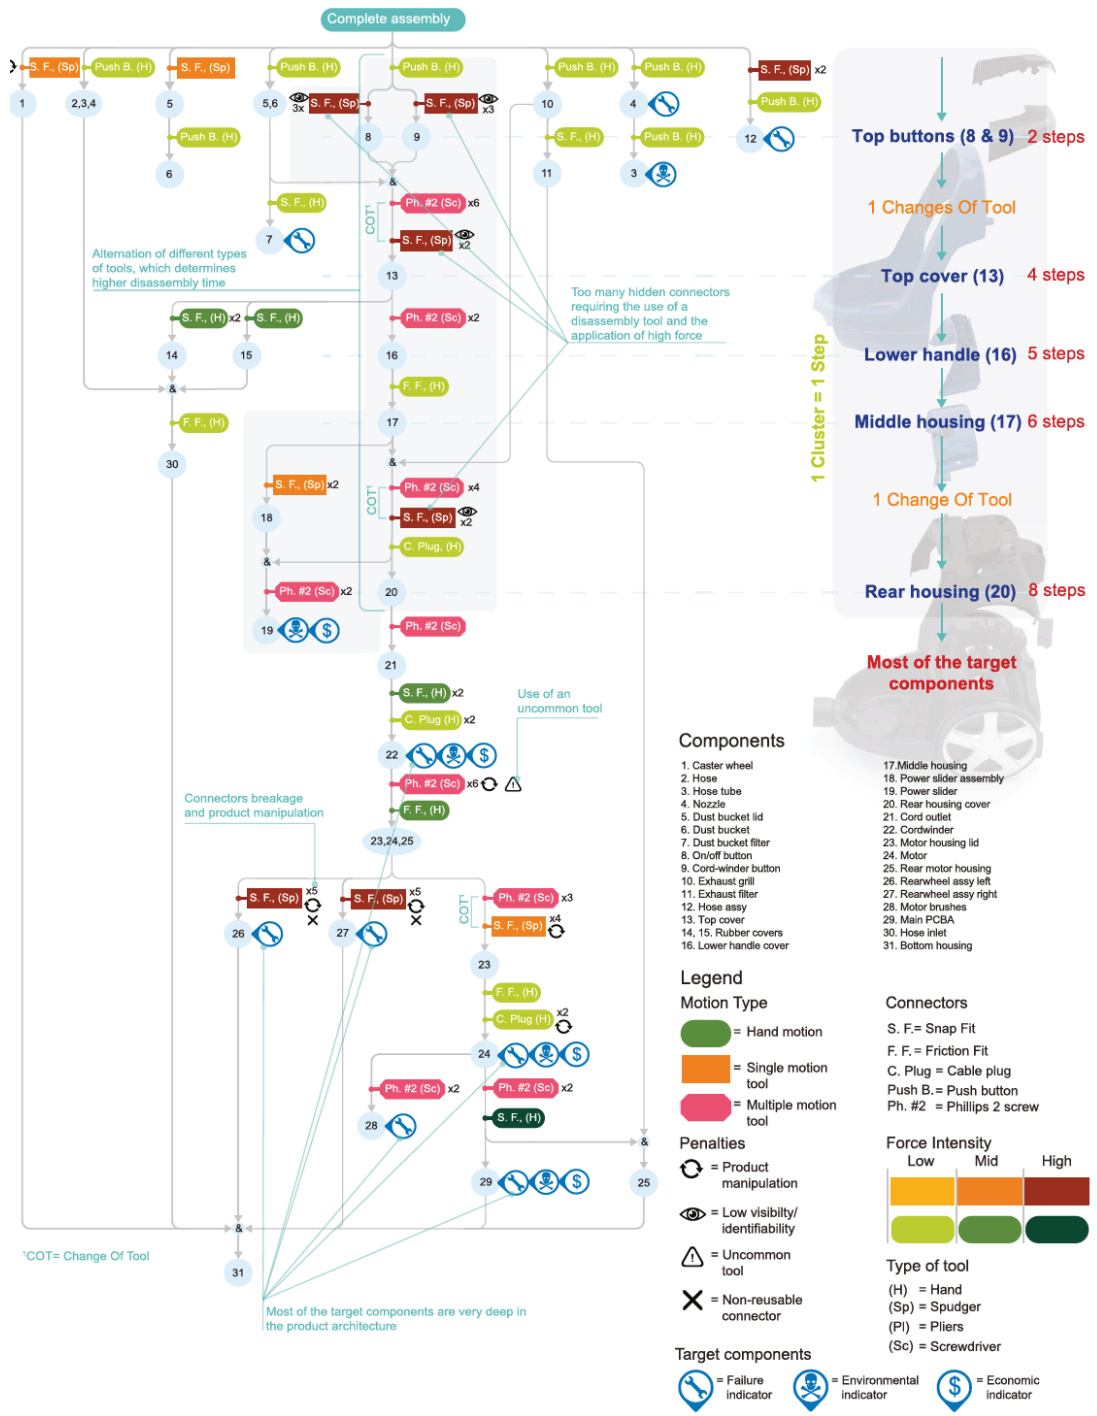 Complete assembly
S. F., (Sp)
Push B. (H)
S. F., (Sp)
Push B. (H)
Push B. (H)
Push B. (H)
Push B. (H)
S. F., (Sp) x2
1
2,3,4
5
5,6
3x
S. F., (Sp)
S. F., (Sp)
x3
10
4
Push B. (H)
Push B. (H)
8
9
S. F., (H)
Push B. (H)
12
Top buttons (8 & 9)
2 steps
6
&
11
3
S. F., (H)
Ph. #2 (Sc) x6
1 Changes Of Tool
COT¹
7
S. F., (Sp)
x2
Alternation of different types
of tools, which determines
higher disassembly time
13
Top cover (13)
4 steps
Too many hidden connectors
requiring the use of a
disassembly tool and the
application of high force
S. F., (H) x2
S. F., (H)
Ph. #2 (Sc) x2
14
15
16
Lower handle (16)
5 steps
1 Cluster = 1 Step
&
F. F., (H)
F. F., (H)
17
Middle housing (17)
6 steps
30
&
S. F., (Sp) x2
Ph. #2 (Sc) x4
1 Change Of Tool
COT¹
18
S. F., (Sp)
x2
C. Plug, (H)
&
Ph. #2 (Sc) x2
20
Rear housing (20)
8 steps
19
$
Ph. #2 (Sc)
21
Most of the target
components
S. F., (H) x2
C. Plug (H) x2
Use of an
uncommon tool
22
$
Ph. #2 (Sc) x6
F. F., (H)
Connectors breakage
and product manipulation
23,24,25
S. F., (Sp)
x5
S. F., (Sp)
x5
Ph. #2 (Sc) x3
COT¹
S. F., (Sp)
x4
26
27
23
F. F., (H)
C. Plug (H)
x2
24
$
Ph. #2 (Sc) x2
Ph. #2 (Sc) x2
28
S. F., (H)
&
29
$
25
&
31
¹COT= Change Of Tool
Most of the target components are very deep in
the product architecture
Components
1. Caster wheel
2. Hose
3. Hose tube
4. Nozzle
5. Dust bucket lid
6. Dust bucket
7. Dust bucket filter
8. On/off button
9. Cord-winder button
10. Exhaust grill
11. Exhaust filter
12. Hose assy
13. Top cover
14, 15. Rubber covers
16. Lower handle cover
17.Middle housing
18. Power slider assembly
19. Power slider
20. Rear housing cover
21. Cord outlet
22. Cordwinder
23. Motor housing lid
24. Motor
25. Rear motor housing
26. Rearwheel assy left
27. Rearwheel assy right
28. Motor brushes
29. Main PCBA
30. Hose inlet
31. Bottom housing
Legend
Motion Type
= Hand motion
= Single motion
tool
= Multiple motion
tool
Connectors
S. F.= Snap Fit
F. F. = Friction Fit
C. Plug = Cable plug
Push B.= Push button
Ph. #2 = Phillips 2 screw
Penalties
= Product
manipulation
= Low visibilty/
identifiability
= Uncommon
tool
= Non-reusable
connector
Force Intensity
Low Mid High
Type of tool
(H) = Hand
(Sp) = Spudger
(Pl) = Pliers
(Sc) = Screwdriver
Target components
= Failure
indicator
= Environmental
indicator
$
= Economic
indicator